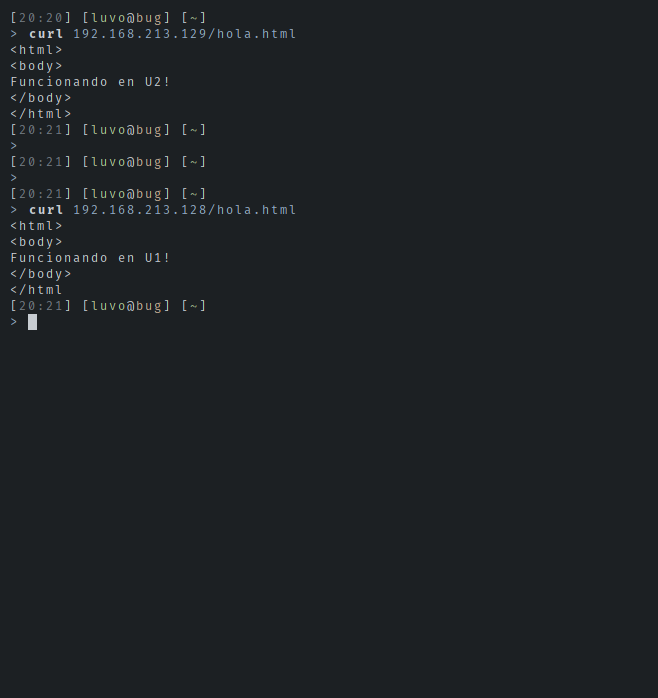 [20:20] [luvo@bug] [~]
> curl 192.168.213.129/hola.html
<html>
<body>
Funcionando en U2!
</body>
</html>
[20:21] [luvo@bug] [~]
>
[20:21] [luvo@bug] [~]
>
[20:21] [luvo@bug] [~]
> curl 192.168.213.128/hola.html
<html>
<body>
Funcionando en U1!
</body>
</html
[20:21] [luvo@bug] [~]
>